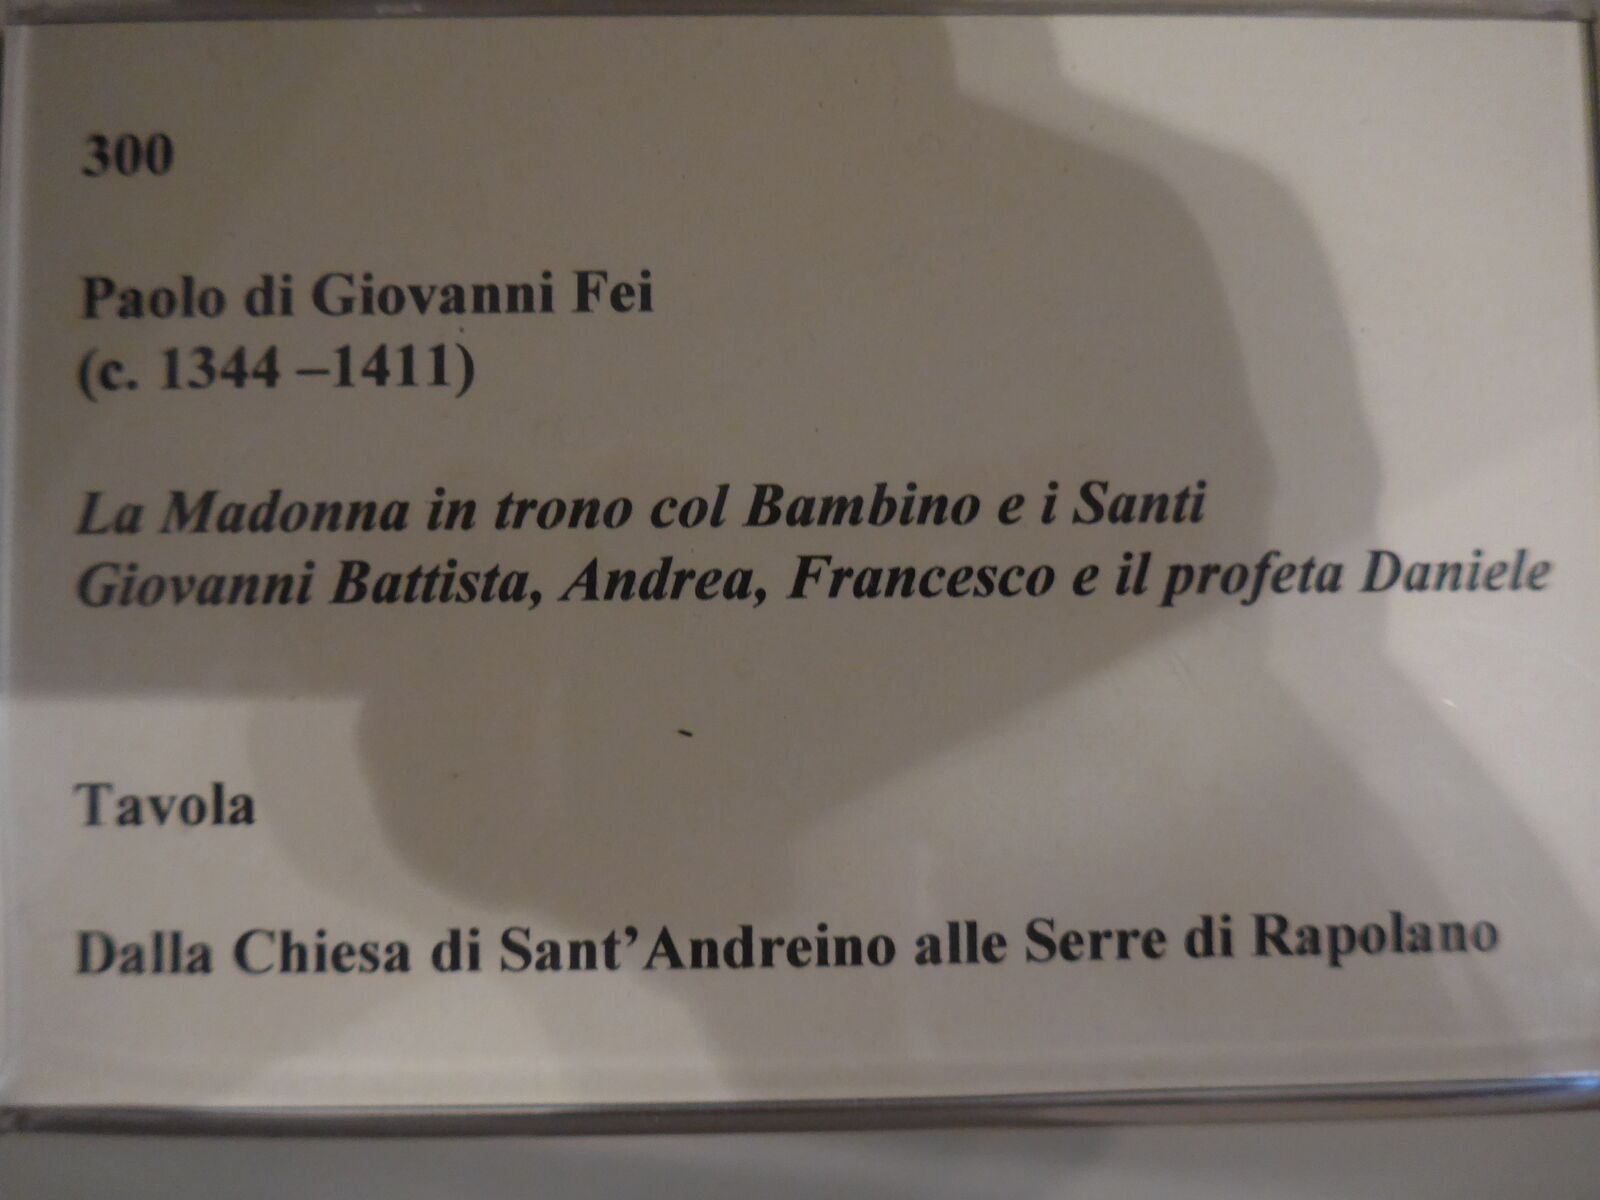 300
Paolo di Giovanni Fei
(c. 1344 –1411)
La Madonna in trono col Bambino e i Santi
Giovanni Battista, Andrea, Francesco e il profeta Daniele
Tavola
Dalla Chiesa di Sant’Andreino alle Serre di Rapolano